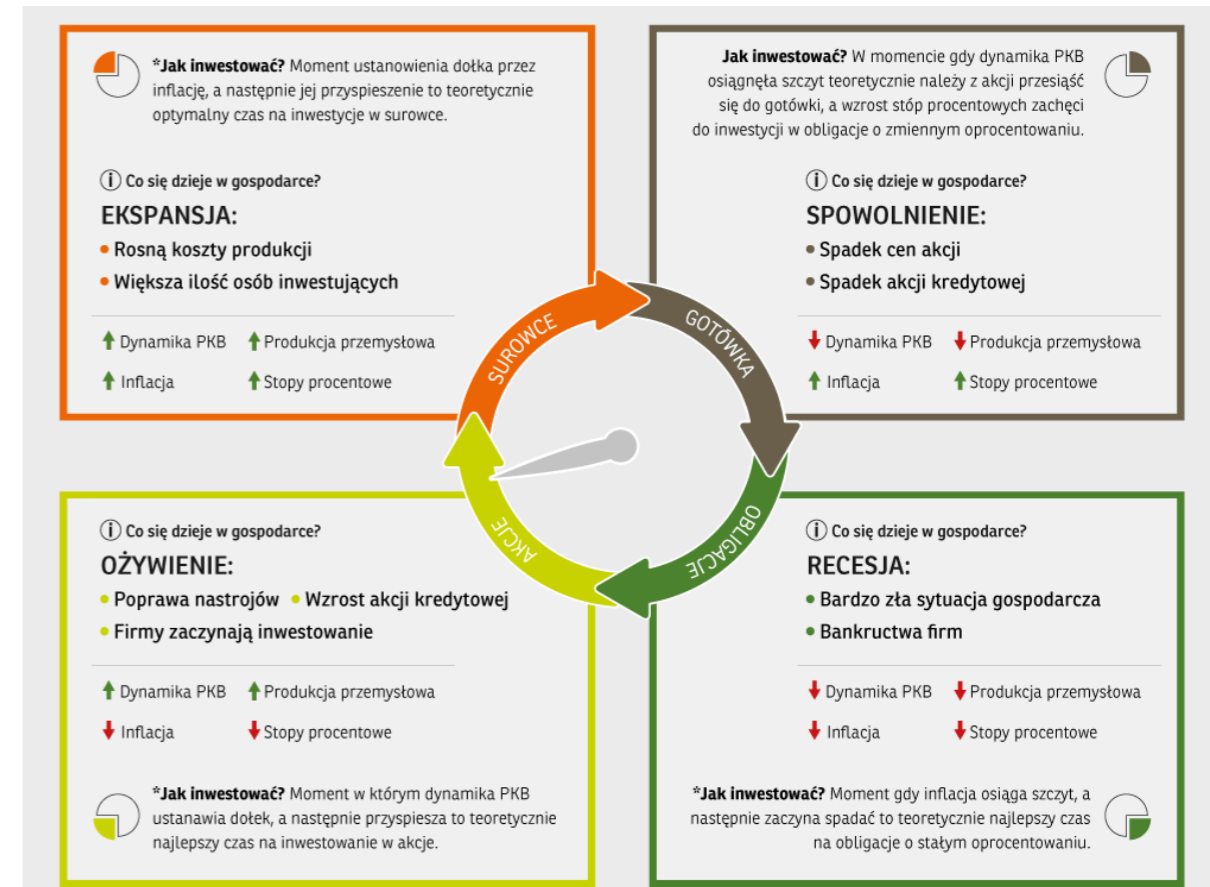 *Jak inwestować? Moment ustanowienia dołka przez
inflację, a następnie jej przyspieszenie to teoretycznie
optymalny czas na inwestycje w surowce.
i Co się dzieje w gospodarce?
EKSPANSJA:
• Rosną koszty produkcji
• Większa ilość osób inwestujących
Dynamika PKB Produkcja przemysłowa
Inflacja Stopy procentowe
Jak inwestować? W momencie gdy dynamika PKB
osiągnęła szczyt teoretycznie należy z akcji przesiąść
się do gotówki, a wzrost stóp procentowych zachęci
do inwestycji w obligacje o zmiennym oprocentowaniu.
i Co się dzieje w gospodarce?
SPOWOLNIENIE:
• Spadek cen akcji
• Spadek akcji kredytowej
Dynamika PKB Produkcja przemysłowa
Inflacja Stopy procentowe
SUROWCE
GOTÓWKA
AKCJE
OBLIGACJE
i Co się dzieje w gospodarce?
OŻYWIENIE:
• Poprawa nastrojów • Wzrost akcji kredytowej
• Firmy zaczynają inwestowanie
Dynamika PKB Produkcja przemysłowa
Inflacja Stopy procentowe
*Jak inwestować? Moment w którym dynamika PKB
ustanawia dołek, a następnie przyspiesza to teoretycznie
najlepszy czas na inwestowanie w akcje.
i Co się dzieje w gospodarce?
RECESJA:
• Bardzo zła sytuacja gospodarcza
• Bankructwa firm
Dynamika PKB Produkcja przemysłowa
Inflacja Stopy procentowe
*Jak inwestować? Moment gdy inflacja osiąga szczyt, a
następnie zaczyna spadać to teoretycznie najlepszy czas
na obligacje o stałym oprocentowaniu.